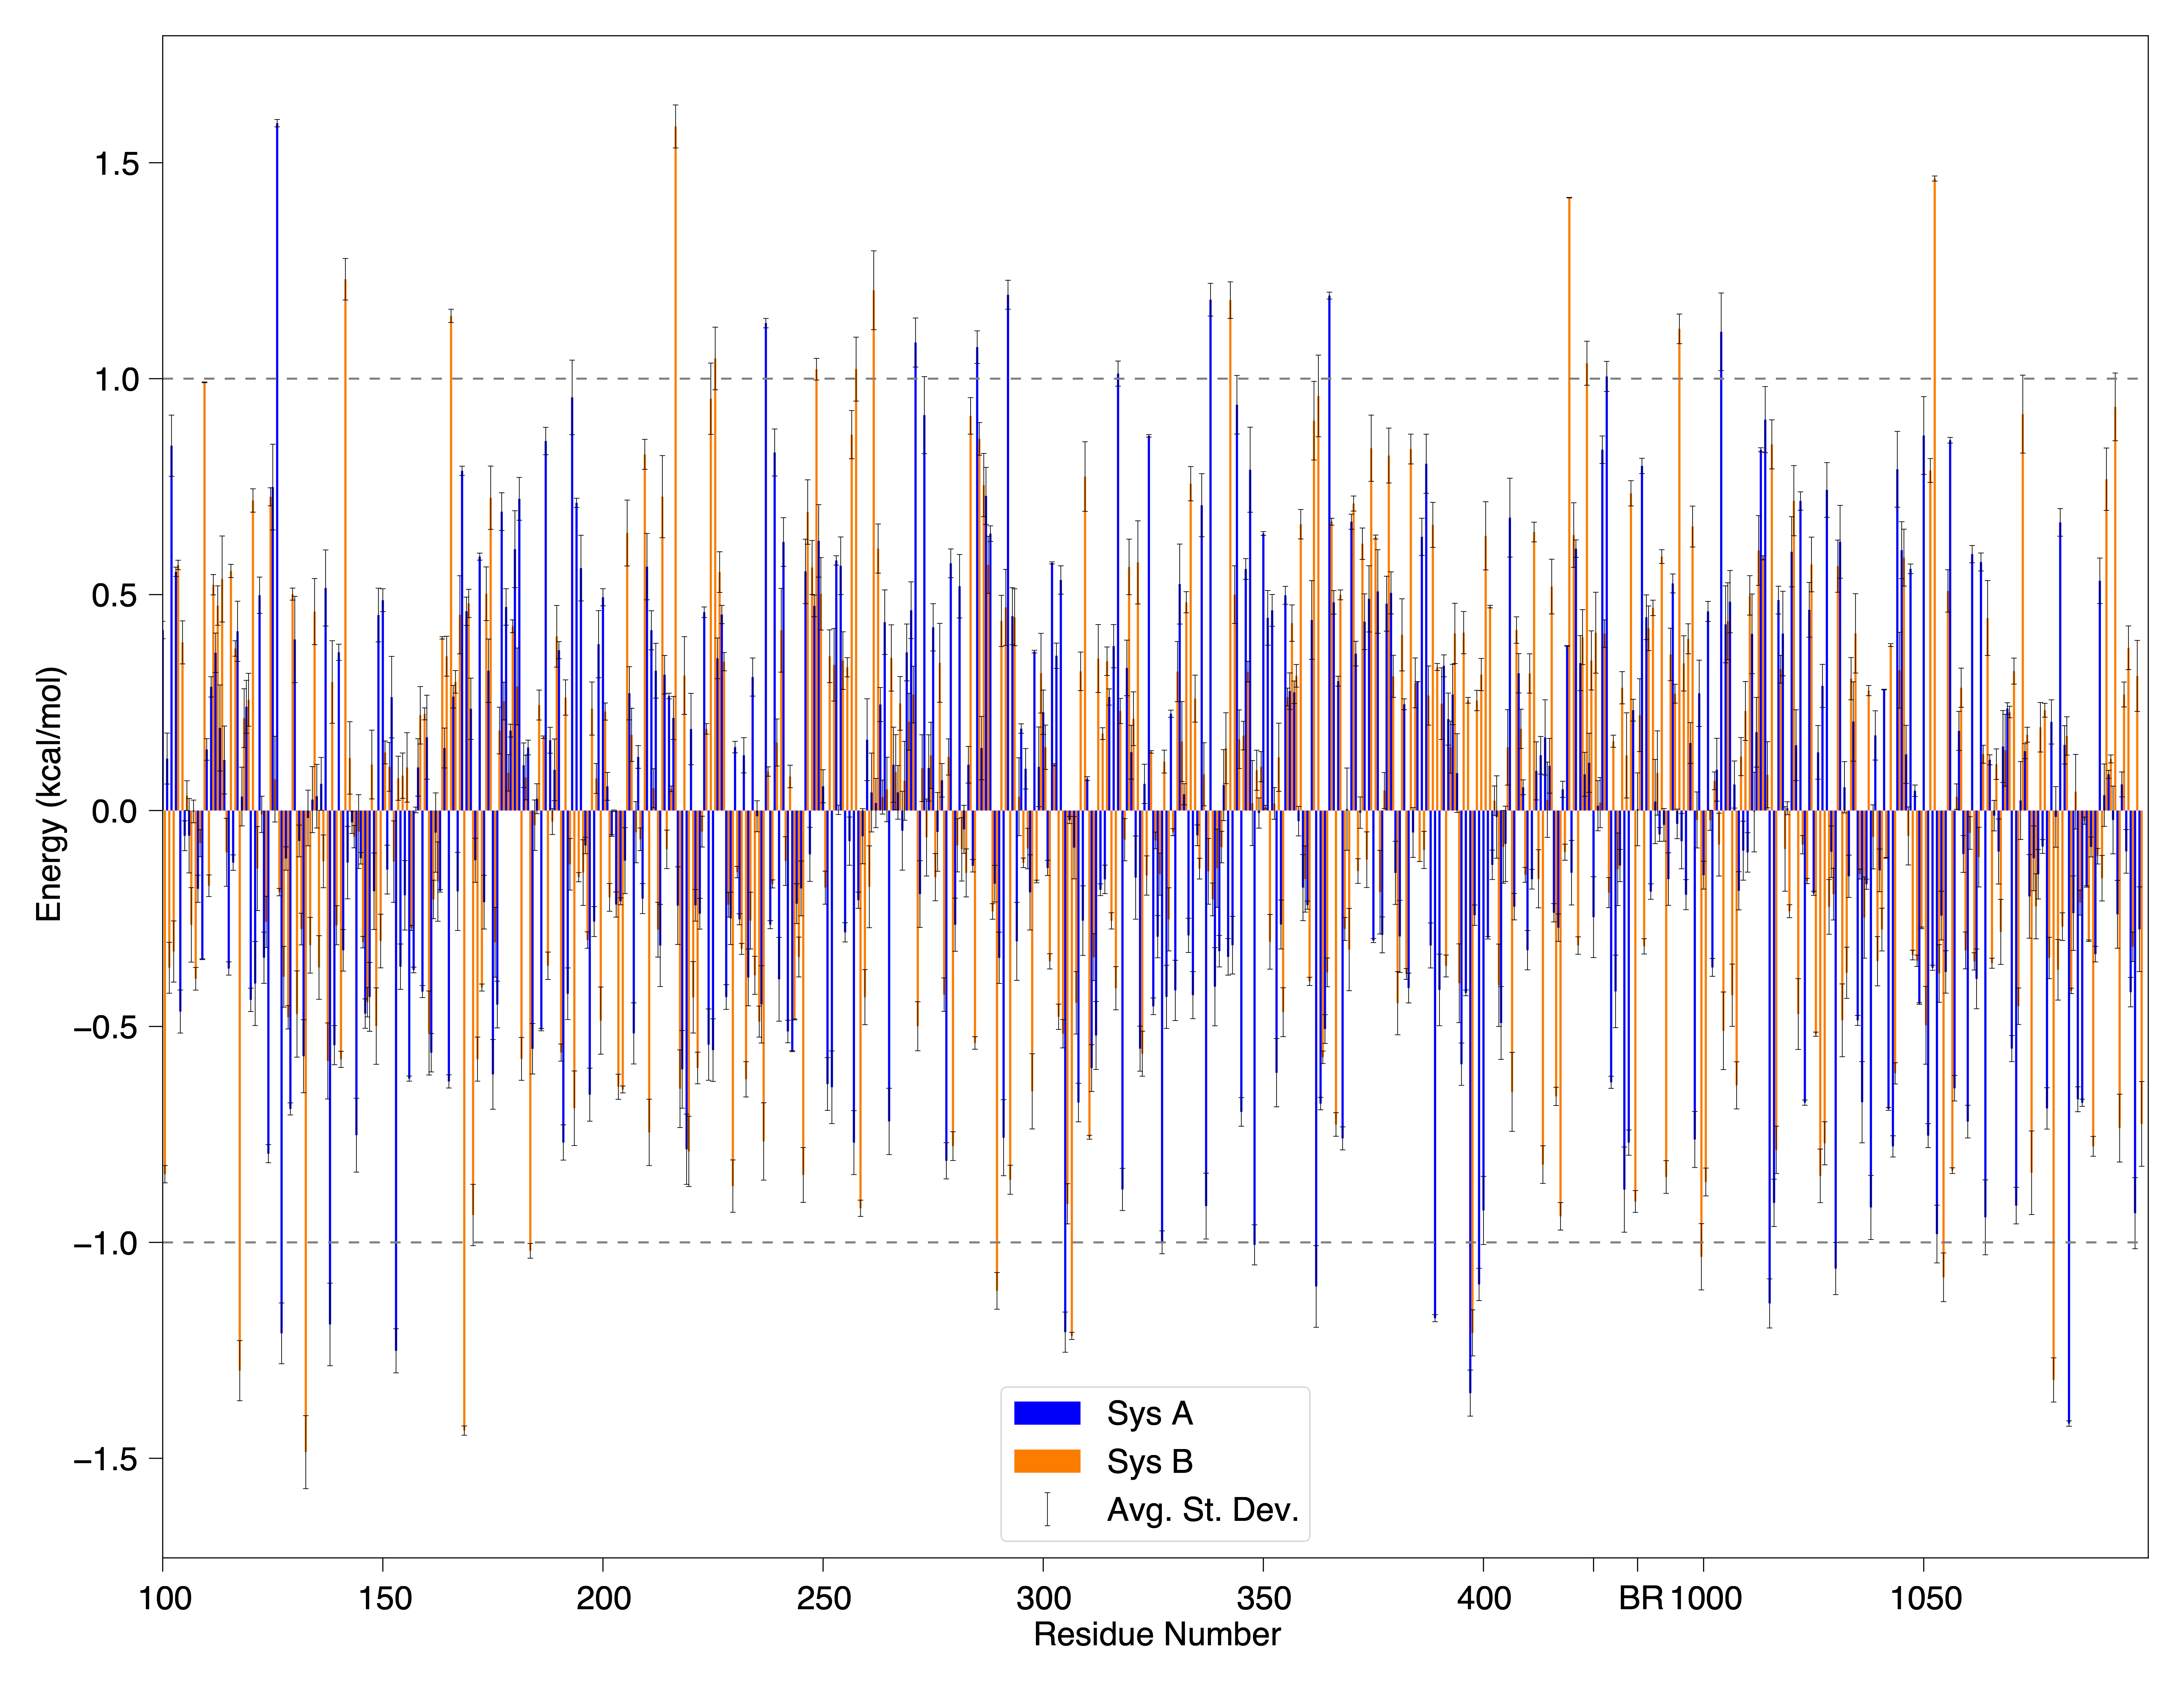 1.5
1.0
0.5
0.0
−0.5
−1.0
−1.5
Energy (kcal/mol)
Sys A
Sys B
Avg. St. Dev.
100 150 200 250 300 350 400 BR 1000 1050
Residue Number